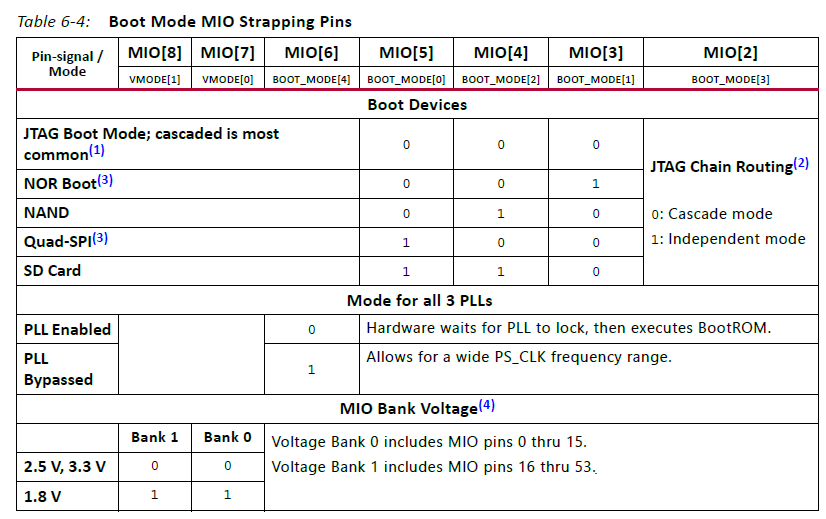 Table 6-4: Boot Mode MIO Strapping Pins
Pin-signal / Mode MIO[8] MIO[7] MIO[6] MIO[5] MIO[4] MIO[3] MIO[2]
VMODE[1] VMODE[0] BOOT_MODE[4] BOOT_MODE[0] BOOT_MODE[2] BOOT_MODE[1] BOOT_MODE[3]
Boot Devices
JTAG Boot Mode; cascaded is most
common(1) 0 0 0
JTAG Chain Routing(2)
0: Cascade mode
1: Independent mode
NOR Boot(3) 0 0 1
NAND 0 1 0
Quad-SPI(3) 1 0 0
SD Card 1 1 0
Mode for all 3 PLLs
PLL Enabled 0 Hardware waits for PLL to lock, then executes BootROM.
PLL
Bypassed 1 Allows for a wide PS_CLK frequency range.
MIO Bank Voltage(4)
Bank 1 Bank 0 Voltage Bank 0 includes MIO pins 0 thru 15.
Voltage Bank 1 includes MIO pins 16 thru 53.
2.5 V, 3.3 V 0 0
1.8 V 1 1